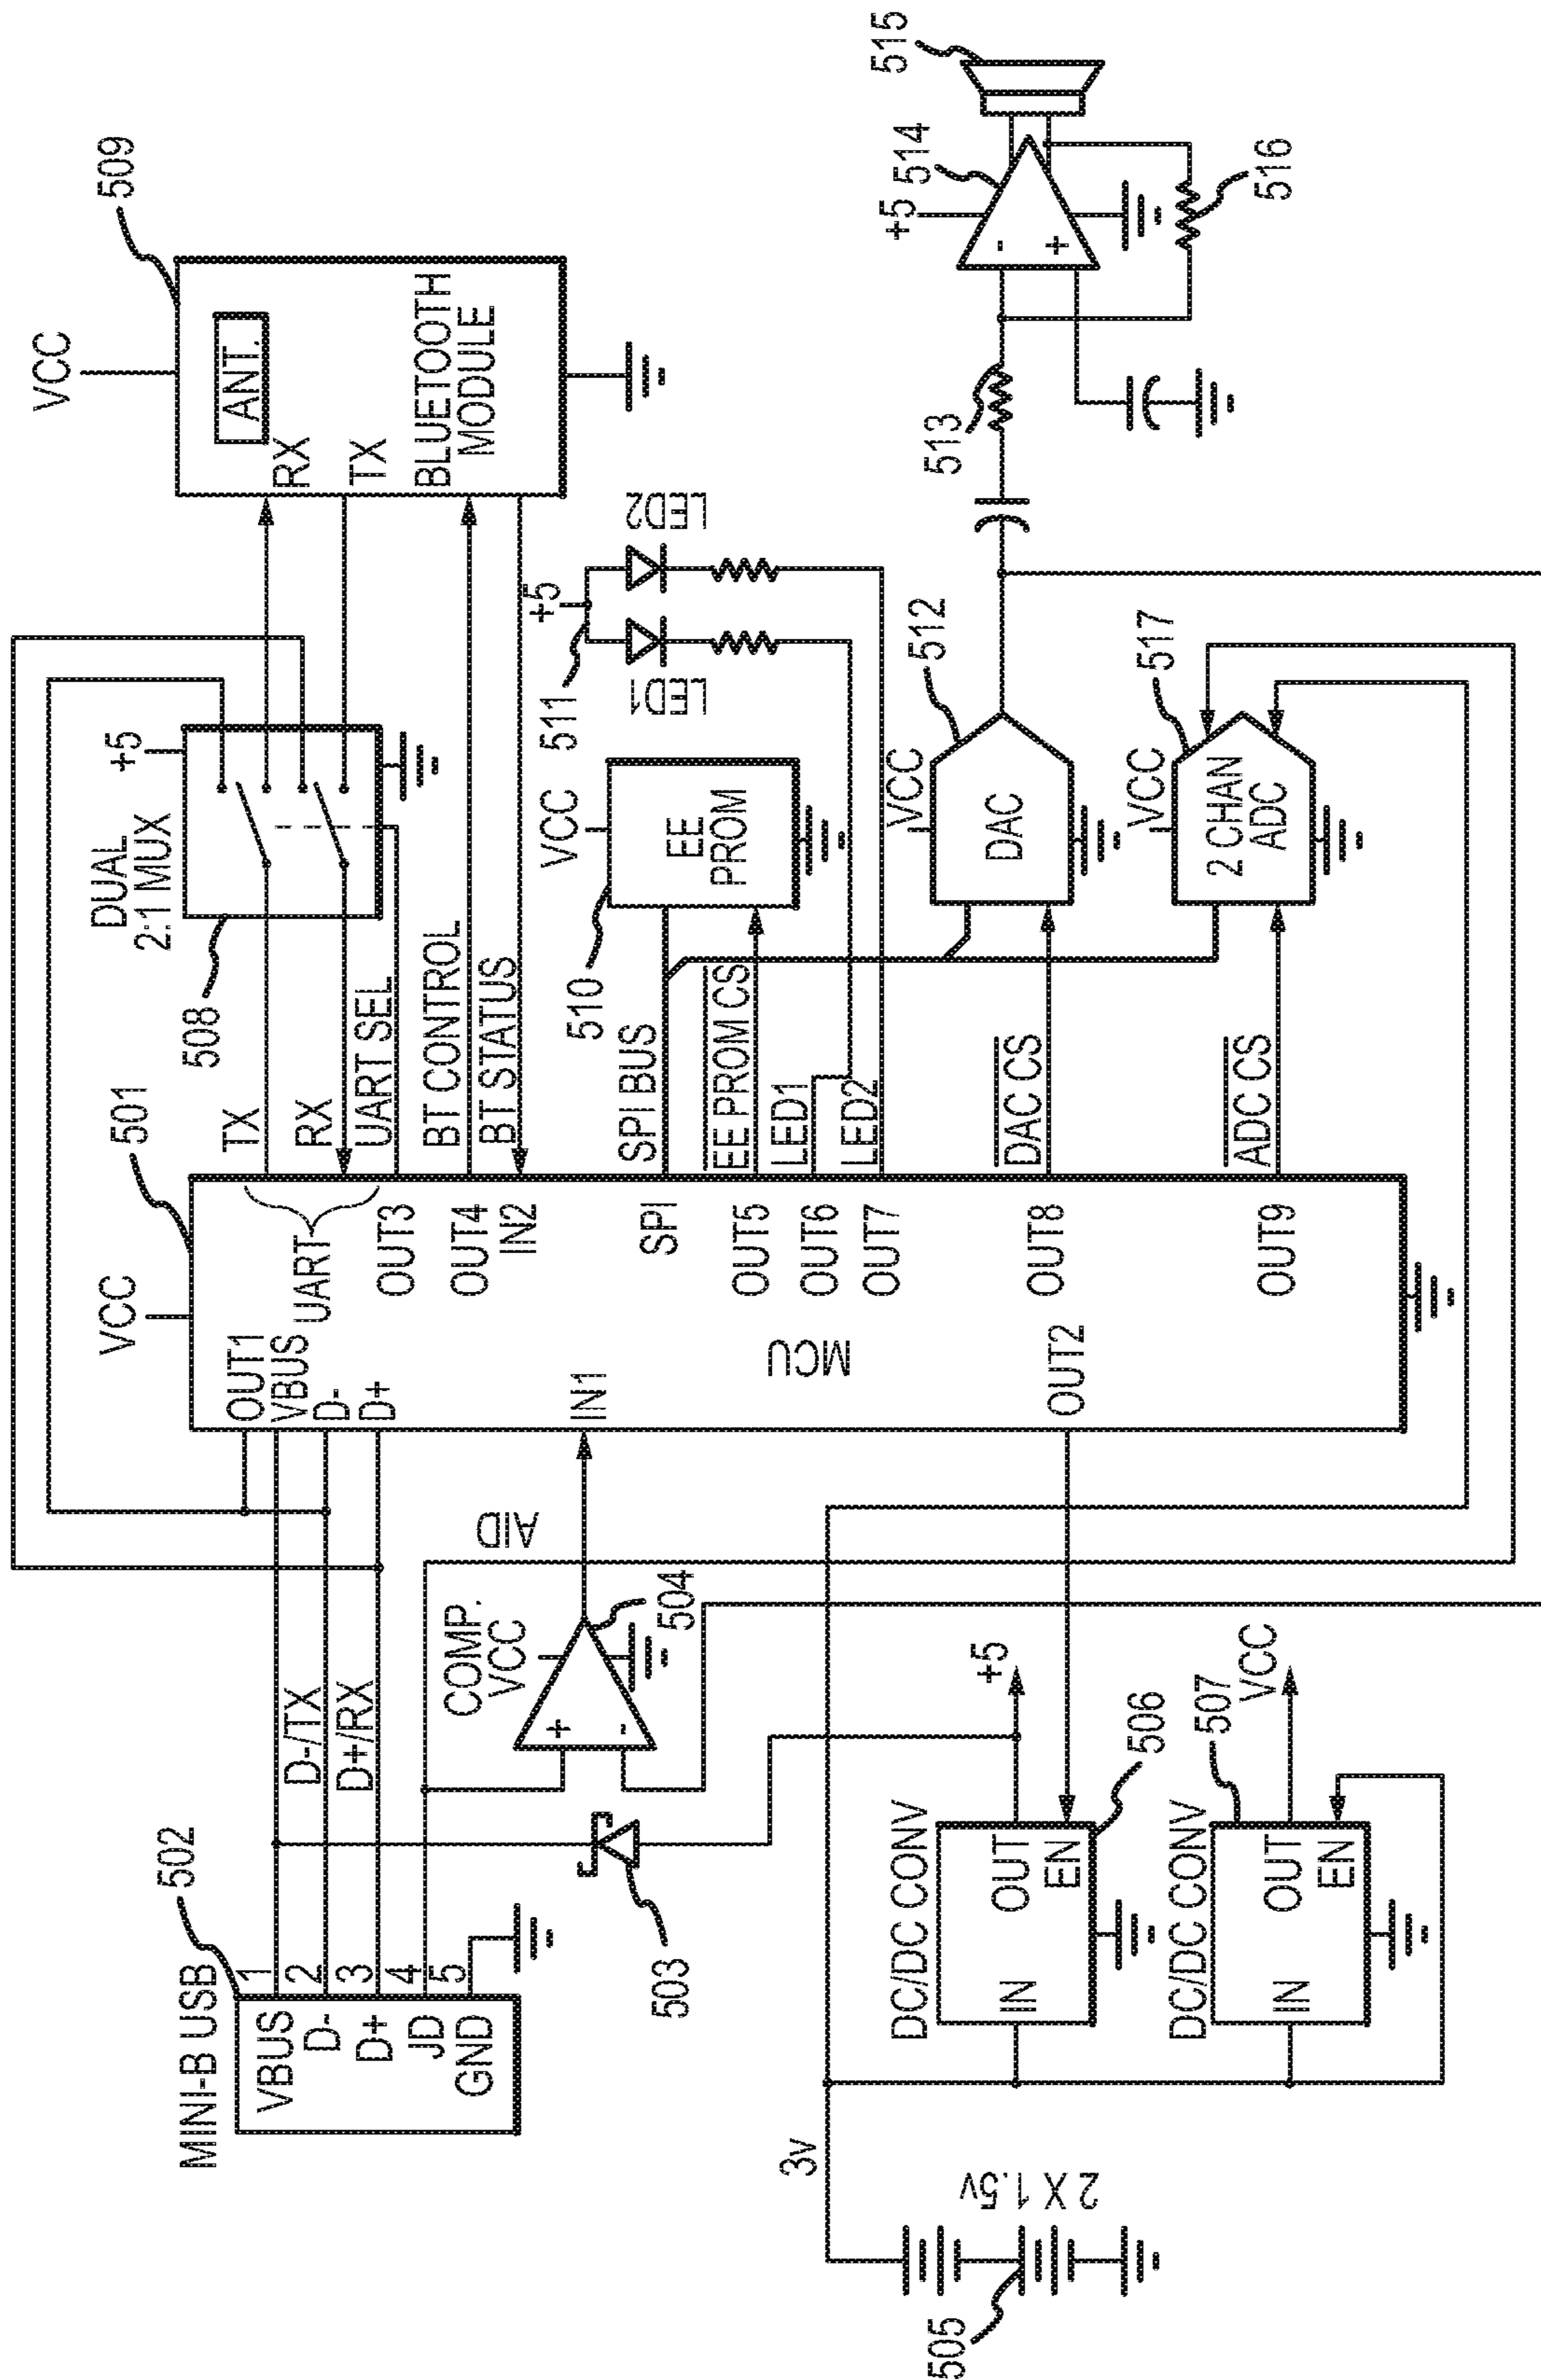 MINI-B USB
502
VBUS
1
D-
2
D+
3
JD
4
GND
5
D-/TX
D+/RX
503
COMP.
VCC
+
-
504
AID
3v
2 X 1.5v
505
DC/DC CONV
IN
OUT
EN
506
+5
DC/DC CONV
IN
OUT
EN
507
VCC
VCC
501
OUT1
VBUS
D-
D+
IN1
OUT2
MCU
UART
OUT3
OUT4
IN2
SPI
OUT5
OUT6
OUT7
OUT8
OUT9
TX
RX
UART SEL
BT CONTROL
BT STATUS
SPI BUS
EE PROM CS
LED1
LED2
DAC CS
ADC CS
DUAL
2:1 MUX
+5
508
VCC
509
ANT.
RX
TX
BLUETOOTH
MODULE
VCC
EE
PROM
510
+5
511
LED1
LED2
VCC
DAC
512
VCC
2 CHAN
ADC
517
513
+5
514
-
+
515
516